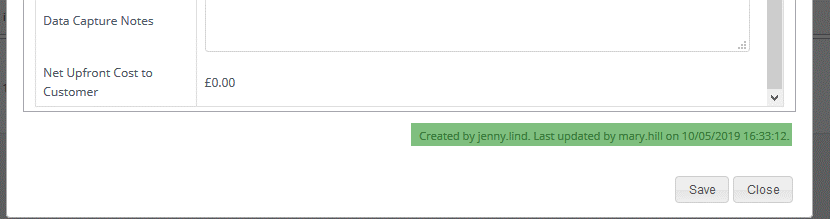 Data Capture Notes
Net Upfront Cost to
Customer
£0.00
Created by jenny.lind. Last updated by mary.hill on 10/05/2019 16:33:12.
Save
Close